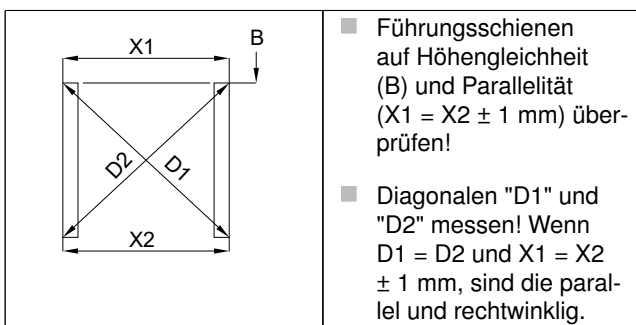 X1
B
D2
D1
X2
Führungsschienen
auf Höhengleichheit
(B) und Parallelität
(X1 = X2 ± 1 mm) über-
prüfen!
Diagonalen "D1" und
"D2" messen! Wenn
D1 = D2 und X1 = X2
± 1 mm, sind die paral-
lel und rechtwinklig.